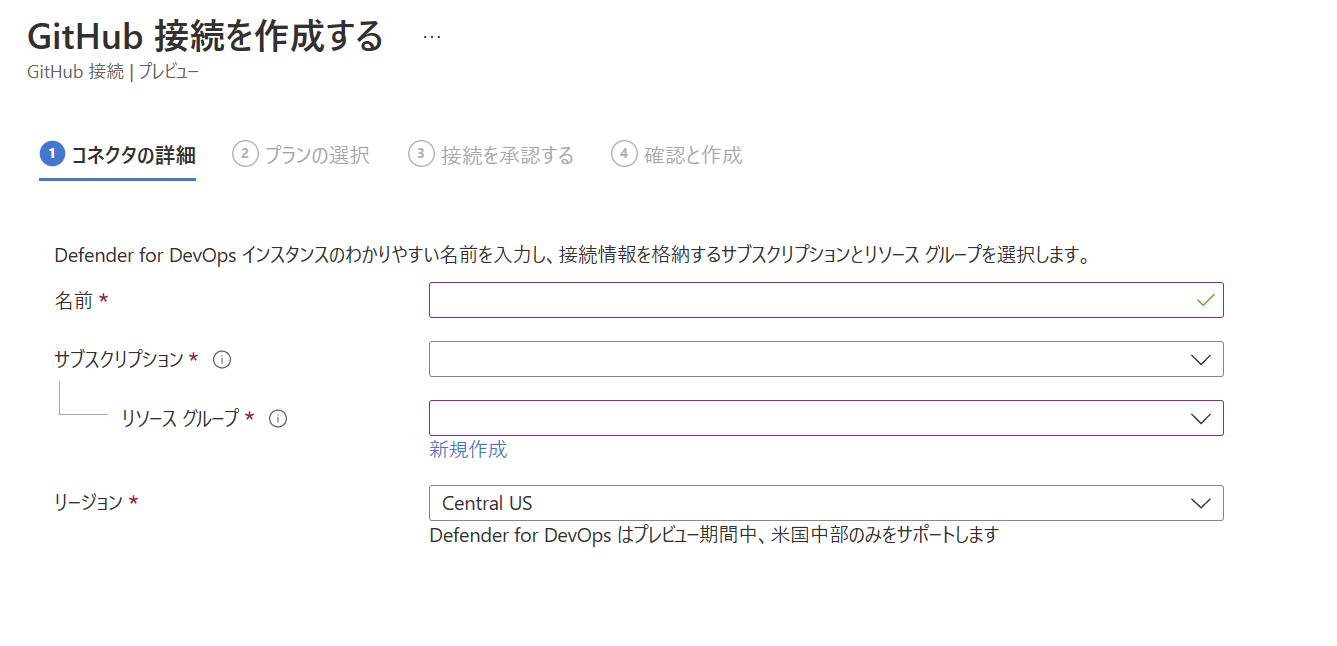 GitHub 接続を作成する ...
GitHub 接続 | プレビュー
1 コネクタの詳細 2 プランの選択 3 接続を承認する 4 確認と作成
Defender for DevOps インスタンスのわかりやすい名前を入力し、接続情報を格納するサブスクリプションとリソース グループを選択します。
名前 *
サブスクリプション *
リソース グループ *
新規作成
リージョン * Central US
Defender for DevOps はプレビュー期間中、米国中部のみをサポートします